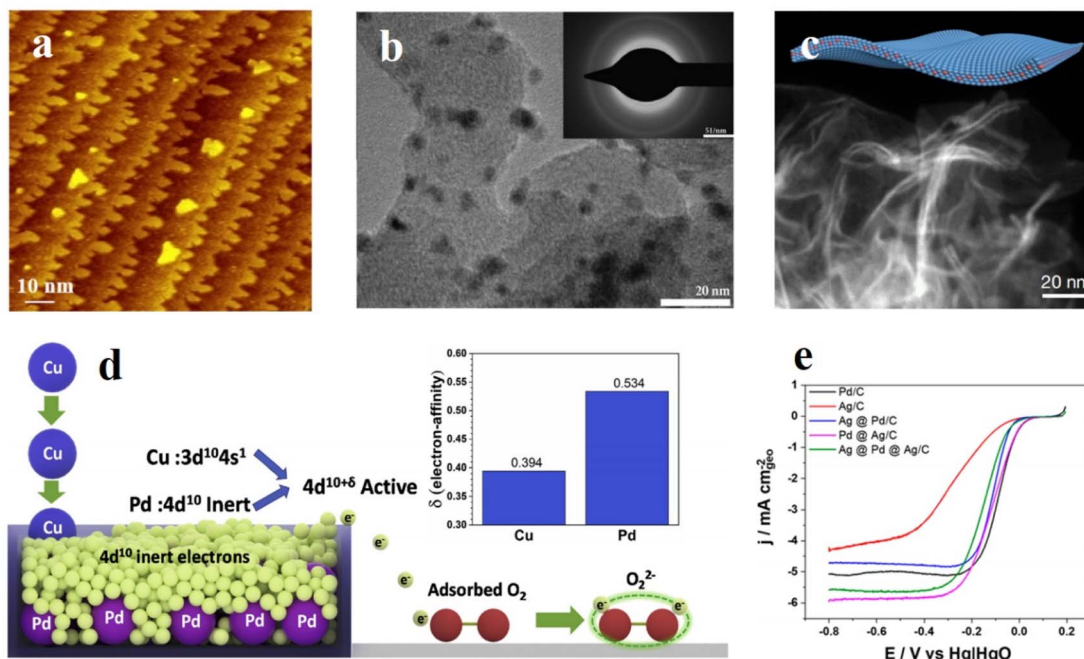 a
10 nm
b
51/nm
20 nm
c
20 nm
d
Cu
Cu
Cu
Cu :3d¹⁰4s¹
Pd :4d¹⁰ Inert
4d¹⁰⁺ᵟ Active
4d¹⁰ inert electrons
Pd
Pd
Pd
Pd
Pd
e⁻
e⁻
e⁻
e⁻
Adsorbed O₂
O₂²⁻
e⁻
e⁻
δ (electron-affinity)
0.60
0.55
0.50
0.45
0.40
0.35
0.30
0.394
0.534
Cu
Pd
e
Pd/C
Ag/C
Ag @ Pd/C
Pd @ Ag/C
Ag @ Pd @ Ag/C
j / mA cm⁻²geo
1
0
-1
-2
-3
-4
-5
-6
-0.8
-0.6
-0.4
-0.2
0.0
0.2
E / V vs Hg|HgO